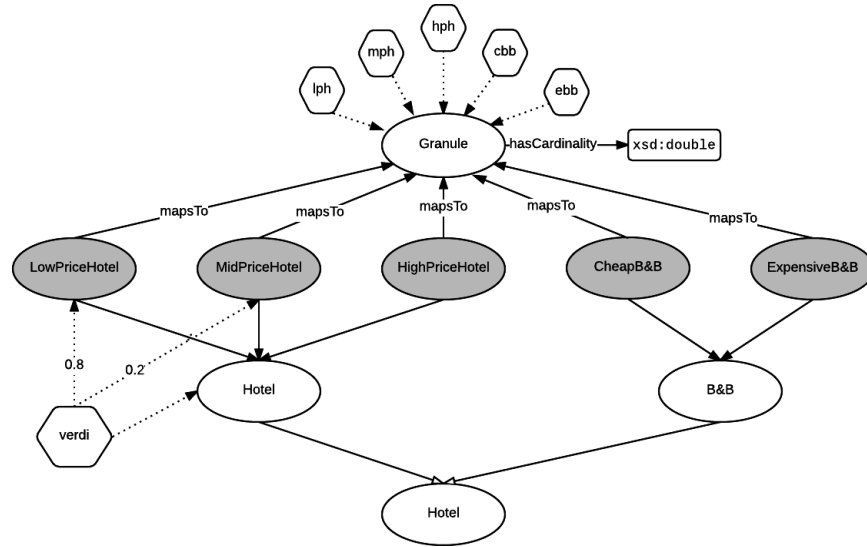 hph
mph
cbb
lph
ebb
Granule
hasCardinality
xsd:double
mapsTo
mapsTo
mapsTo
mapsTo
mapsTo
LowPriceHotel
MidPriceHotel
HighPriceHotel
CheapB&B
ExpensiveB&B
0.8
0.2
Hotel
B&B
verdi
Hotel